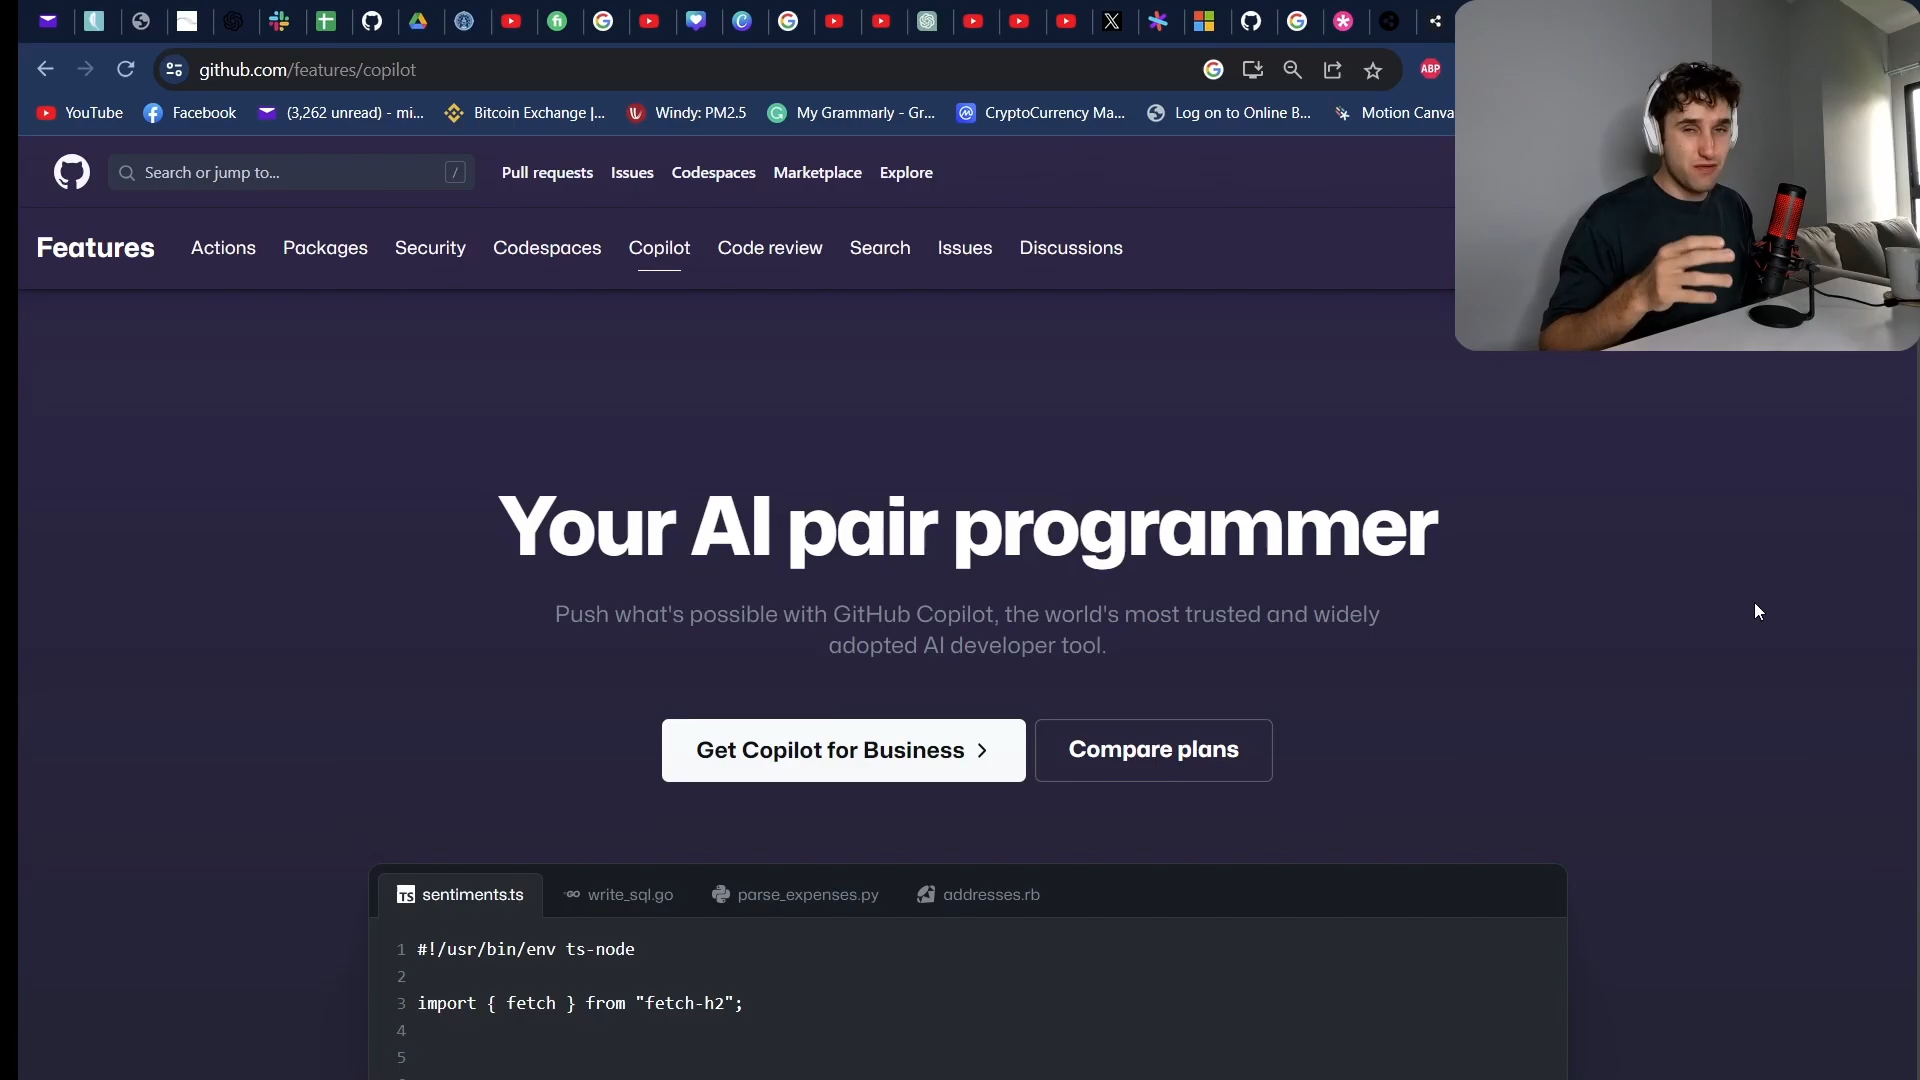 github.com/features/copilot
ABP
YouTube
Facebook
(3,262 unread) - mi...
Bitcoin Exchange |...
Windy: PM2.5
My Grammarly - Gr...
CryptoCurrency Ma...
Log on to Online B...
Motion Canva
Search or jump to...
/
Pull requests
Issues
Codespaces
Marketplace
Explore
Features
Actions
Packages
Security
Codespaces
Copilot
Code review
Search
Issues
Discussions
Your AI pair programmer
Push what's possible with GitHub Copilot, the world's most trusted and widely
adopted AI developer tool.
Get Copilot for Business
Compare plans
TS sentiments.ts
GO write_sql.go
parse_expenses.py
addresses.rb
1 #!/usr/bin/env ts-node
2
3 import { fetch } from "fetch-h2";
4
5